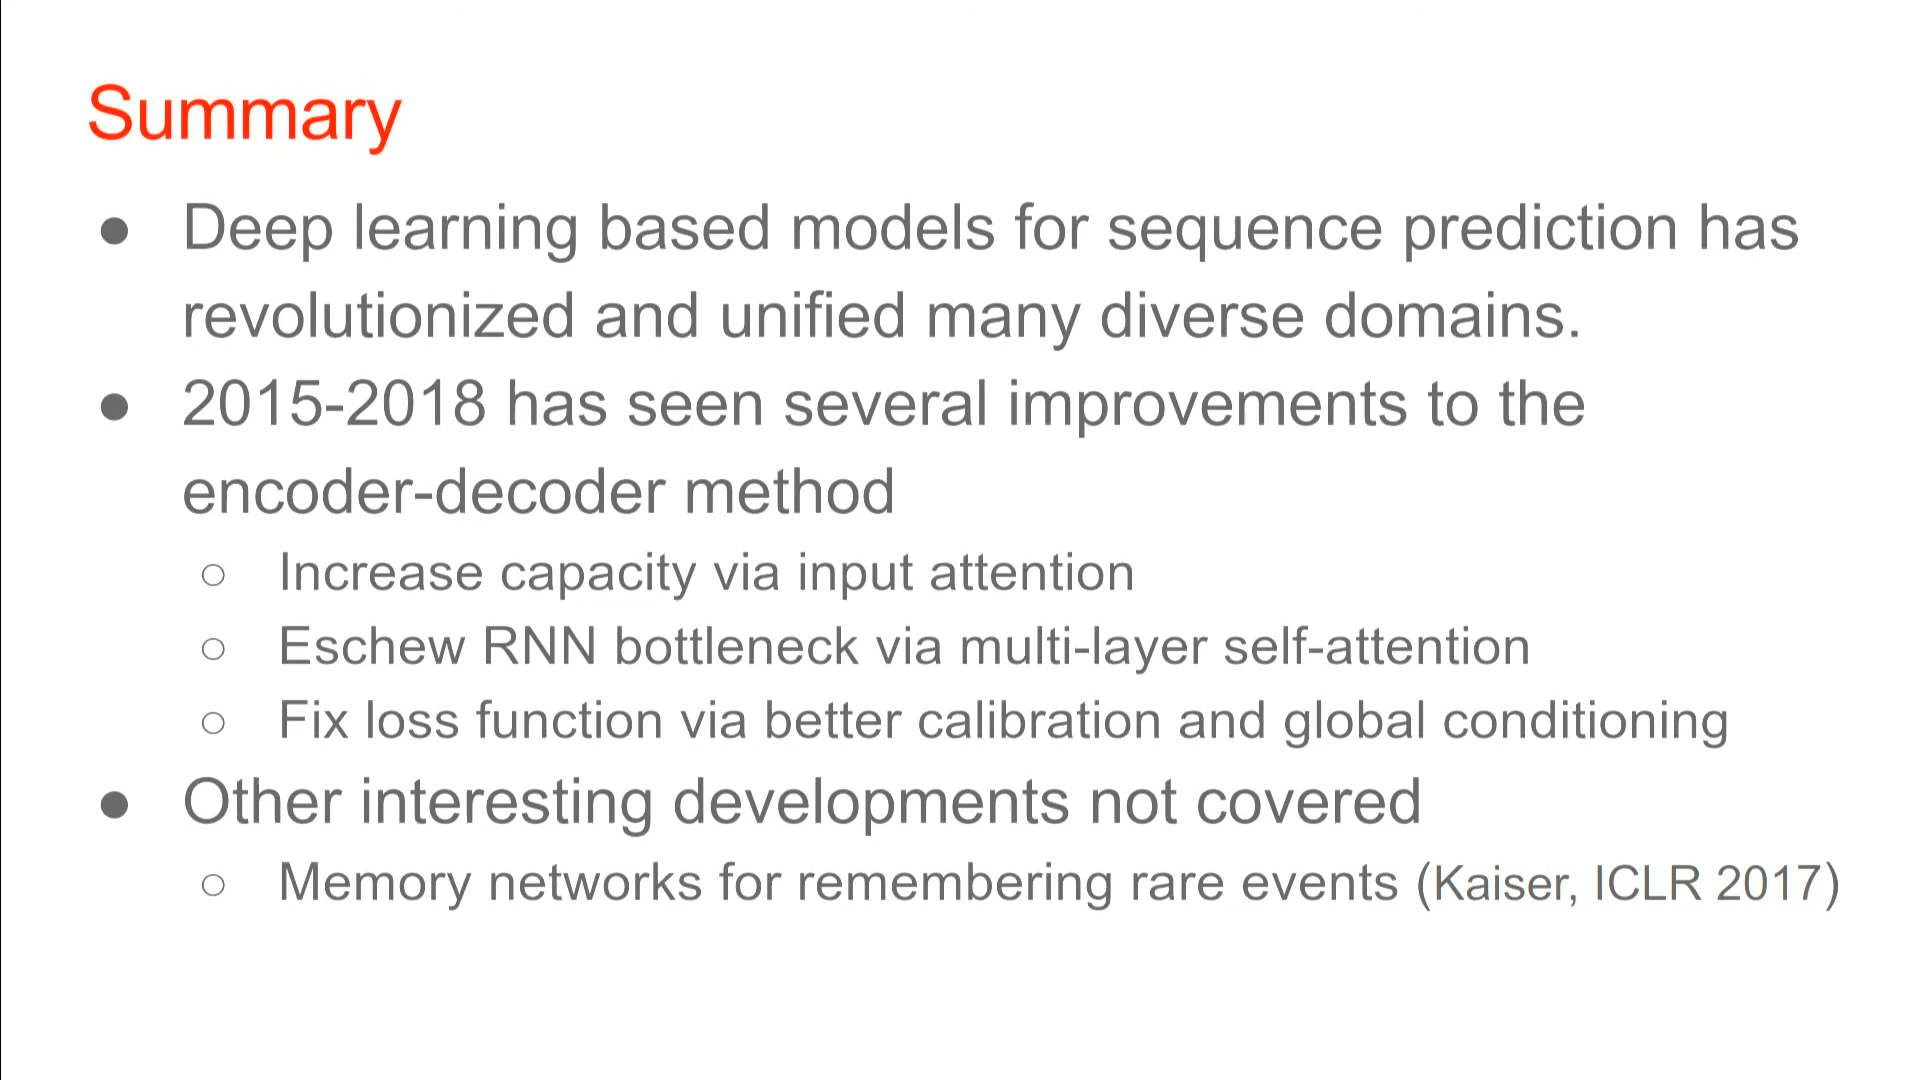 Summary
● Deep learning based models for sequence prediction has
revolutionized and unified many diverse domains.
● 2015-2018 has seen several improvements to the
encoder-decoder method
○ Increase capacity via input attention
○ Eschew RNN bottleneck via multi-layer self-attention
○ Fix loss function via better calibration and global conditioning
● Other interesting developments not covered
○ Memory networks for remembering rare events (Kaiser, ICLR 2017)